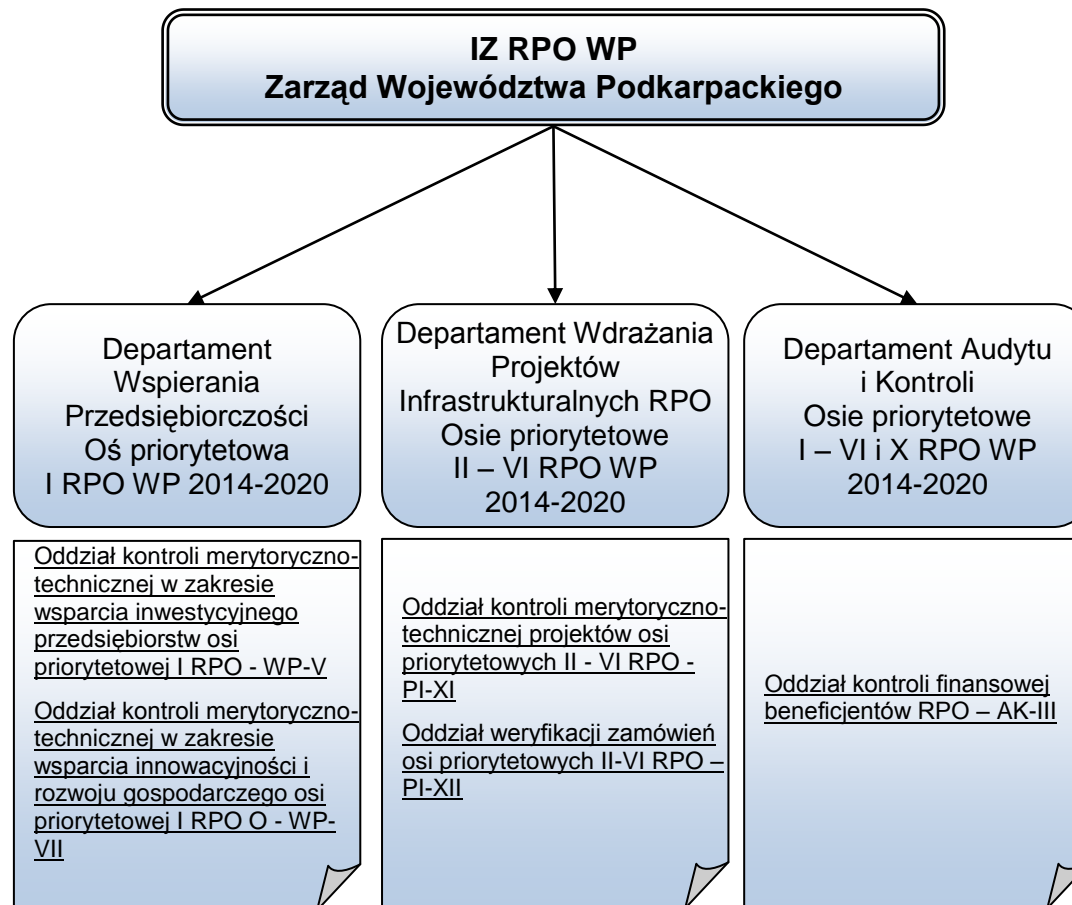 IZ RPO WP
Zarząd Województwa Podkarpackiego
Departament
Wspierania
Przedsiębiorczości
Oś priorytetowa
I RPO WP 2014-2020
Departament Wdrażania
Projektów
Infrastrukturalnych RPO
Osie priorytetowe
II – VI RPO WP
2014-2020
Departament Audytu
i Kontroli
Osie priorytetowe
I – VI i X RPO WP
2014-2020
Oddział kontroli merytoryczno-
technicznej w zakresie
wsparcia inwestycyjnego
przedsiębiorstw osi
priorytetowej I RPO - WP-V
Oddział kontroli merytoryczno-
technicznej w zakresie
wsparcia innowacyjności i
rozwoju gospodarczego osi
priorytetowej I RPO O - WP-
VII
Oddział kontroli merytoryczno-
technicznej projektów osi
priorytetowych II - VI RPO -
PI-XI
Oddział weryfikacji zamówień
osi priorytetowych II-VI RPO –
PI-XII
Oddział kontroli finansowej
beneficjentów RPO – AK-III